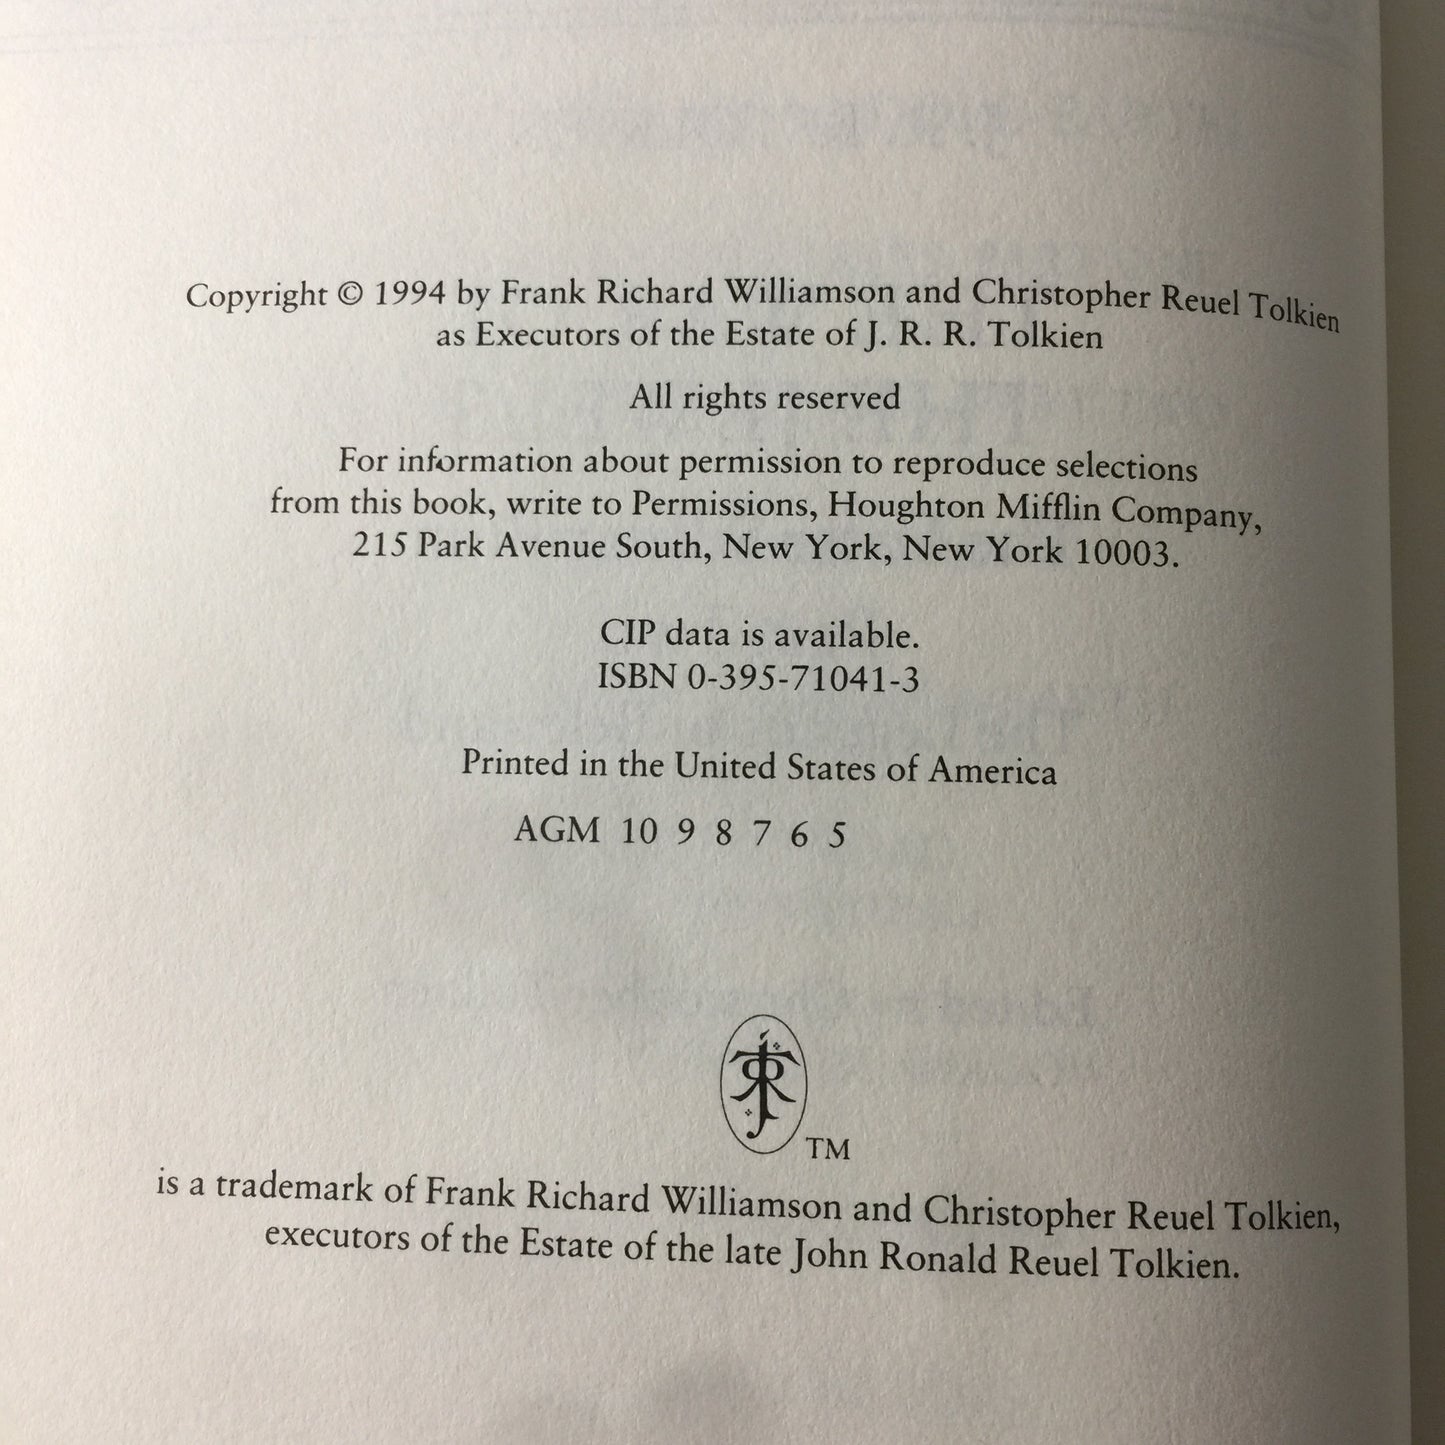 Copyright © 1994 by Frank Richard Williamson and Christopher Reuel Tolkien
as Executors of the Estate of J. R. R. Tolkien
All rights reserved
For information about permission to reproduce selections
from this book, write to Permissions, Houghton Mifflin Company,
215 Park Avenue South, New York, New York 10003.
CIP data is available.
ISBN 0-395-71041-3
Printed in the United States of America
AGM 10 9 8 7 6 5
TM
is a trademark of Frank Richard Williamson and Christopher Reuel Tolkien,
executors of the Estate of the late John Ronald Reuel Tolkien.